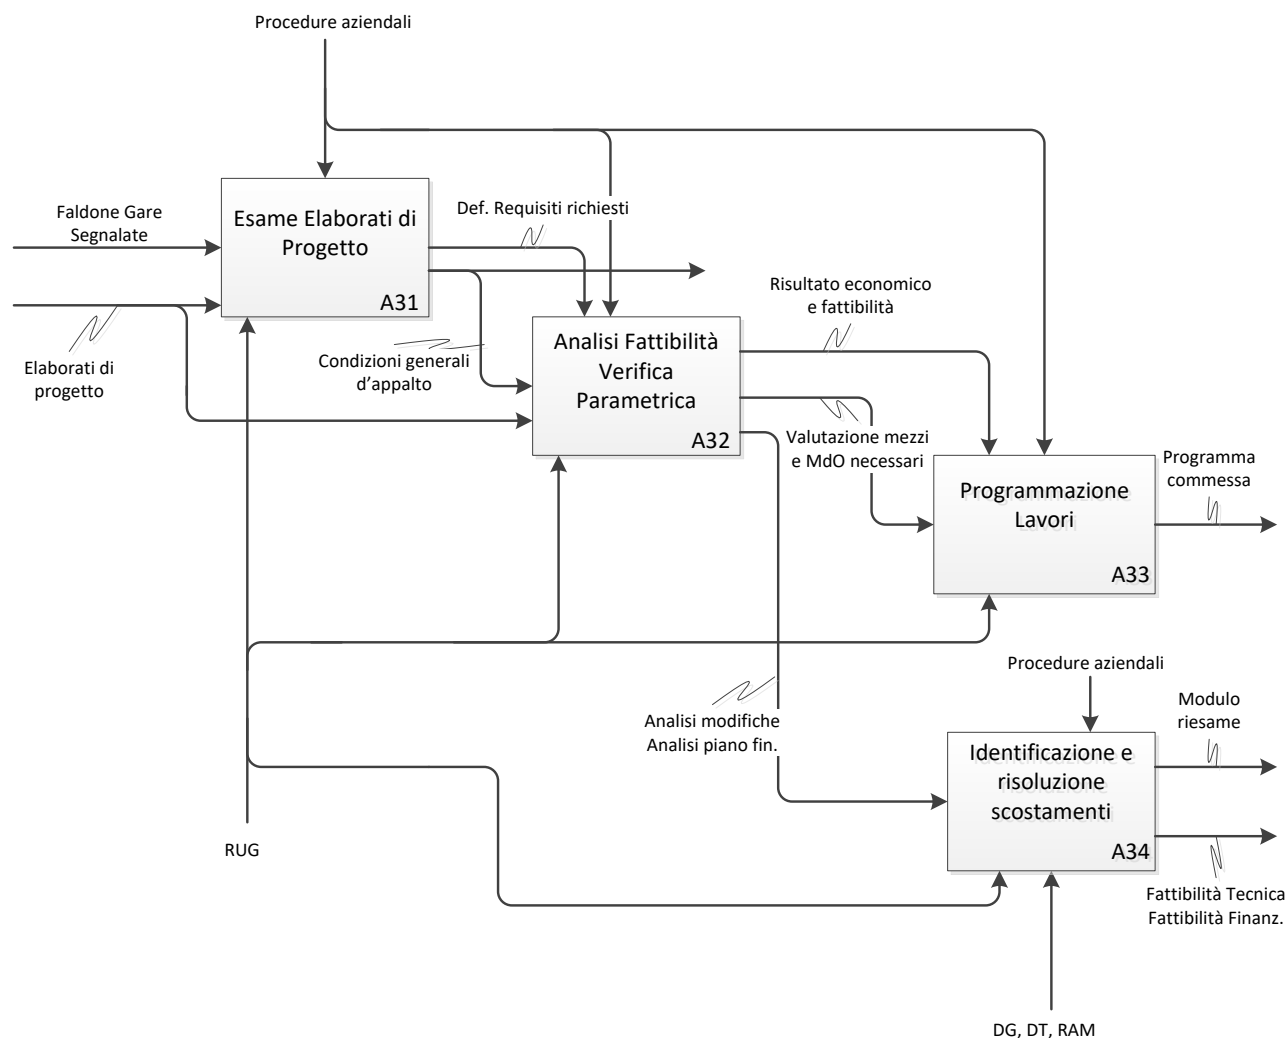 Procedure aziendali
Faldone Gare
Segnalate
Esame Elaborati di
Progetto
A31
Def. Requisiti richiesti
Elaborati di
progetto
Condizioni generali
d'appalto
Analisi Fattibilità
Verifica
Parametrica
A32
Risultato economico
e fattibilità
Valutazione mezzi
e MdO necessari
Programmazione
Lavori
A33
Programma
commessa
Procedure aziendali
Analisi modifiche
Analisi piano fin.
Identificazione e
risoluzione
scostamenti
A34
Modulo
riesame
Fattibilità Tecnica
Fattibilità Finanz.
RUG
DG, DT, RAM